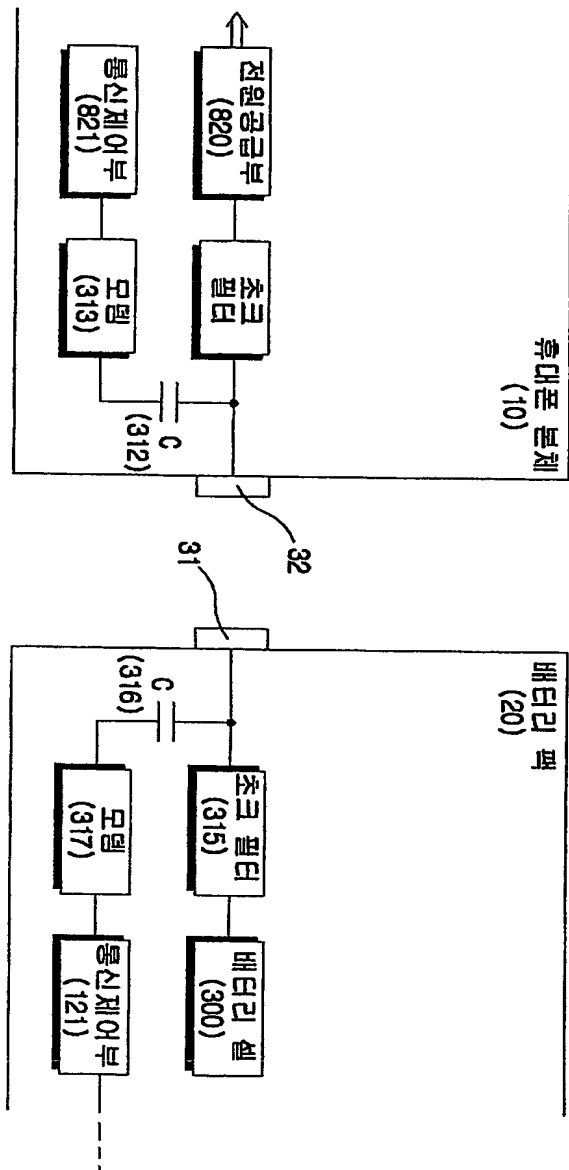 휴대폰 본체
(10)
배터리 팩
(20)
32
31
전원공급부
(820)
초크
필터
초크 필터
(315)
배터리 셀
(300)
C
(312)
C
(316)
통신제어부
(821)
모뎀
(313)
모뎀
(317)
통신제어부
(121)